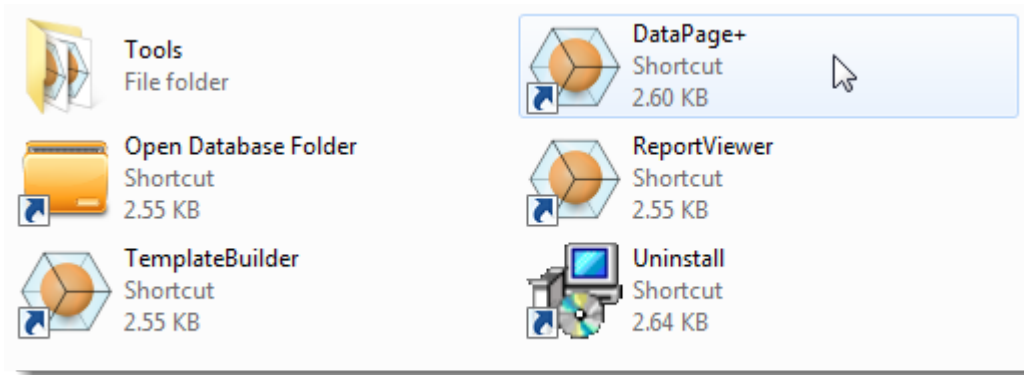 Tools
File folder
DataPage+
Shortcut
2.60 KB
Open Database Folder
Shortcut
2.55 KB
ReportViewer
Shortcut
2.55 KB
TemplateBuilder
Shortcut
2.55 KB
Uninstall
Shortcut
2.64 KB